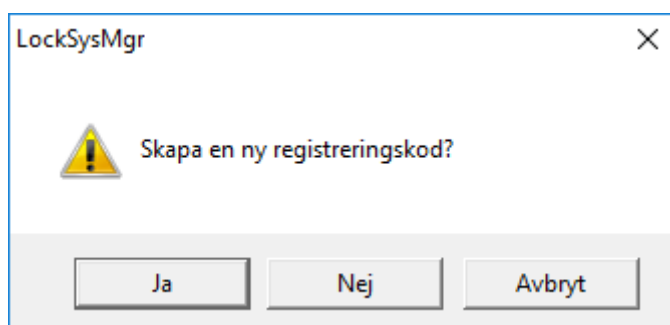 LockSysMgr
Skapa en ny registreringskod?
Ja
Nej
Avbryt